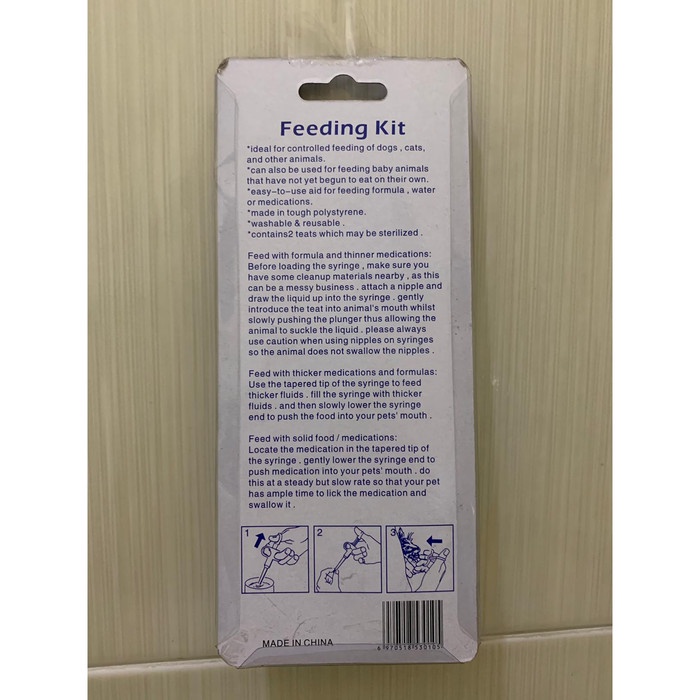 Feeding Kit
*ideal for controlled feeding of dogs , cats,
and other animals.
*can also be used for feeding baby animals
that have not yet begun to eat on their own.
*easy–to–use aid for feeding formula , water
or medications.
*made in tough polystyrene.
*washable & reusable .
*contains2 teats which may be sterilized .
Feed with formula and thinner medications:
Before loading the syringe , make sure you
have some cleanup materials nearby , as this
can be a messy business . attach a nipple and
draw the liquid up into the syringe . gently
introduce the teat into animal's mouth whilst
slowly pushing the plunger thus allowing the
animal to suckle the liquid . please always
use caution when using nipples on syringes
so the animal does not swallow the nipples .
Feed with thicker medications and formulas:
Use the tapered tip of the syringe to feed
thicker fluids . fill the syringe with thicker
fluids . and then slowly lower the syringe
end to push the food into your pets' mouth .
Feed with solid food / medications:
Locate the medication in the tapered tip of
the syringe . gently lower the syringe end to
push medication into your pets' mouth . do
this at a steady but slow rate so that your pet
has ample time to lick the medication and
swallow it .
1
2
3
MADE IN CHINA
6 970518 530105